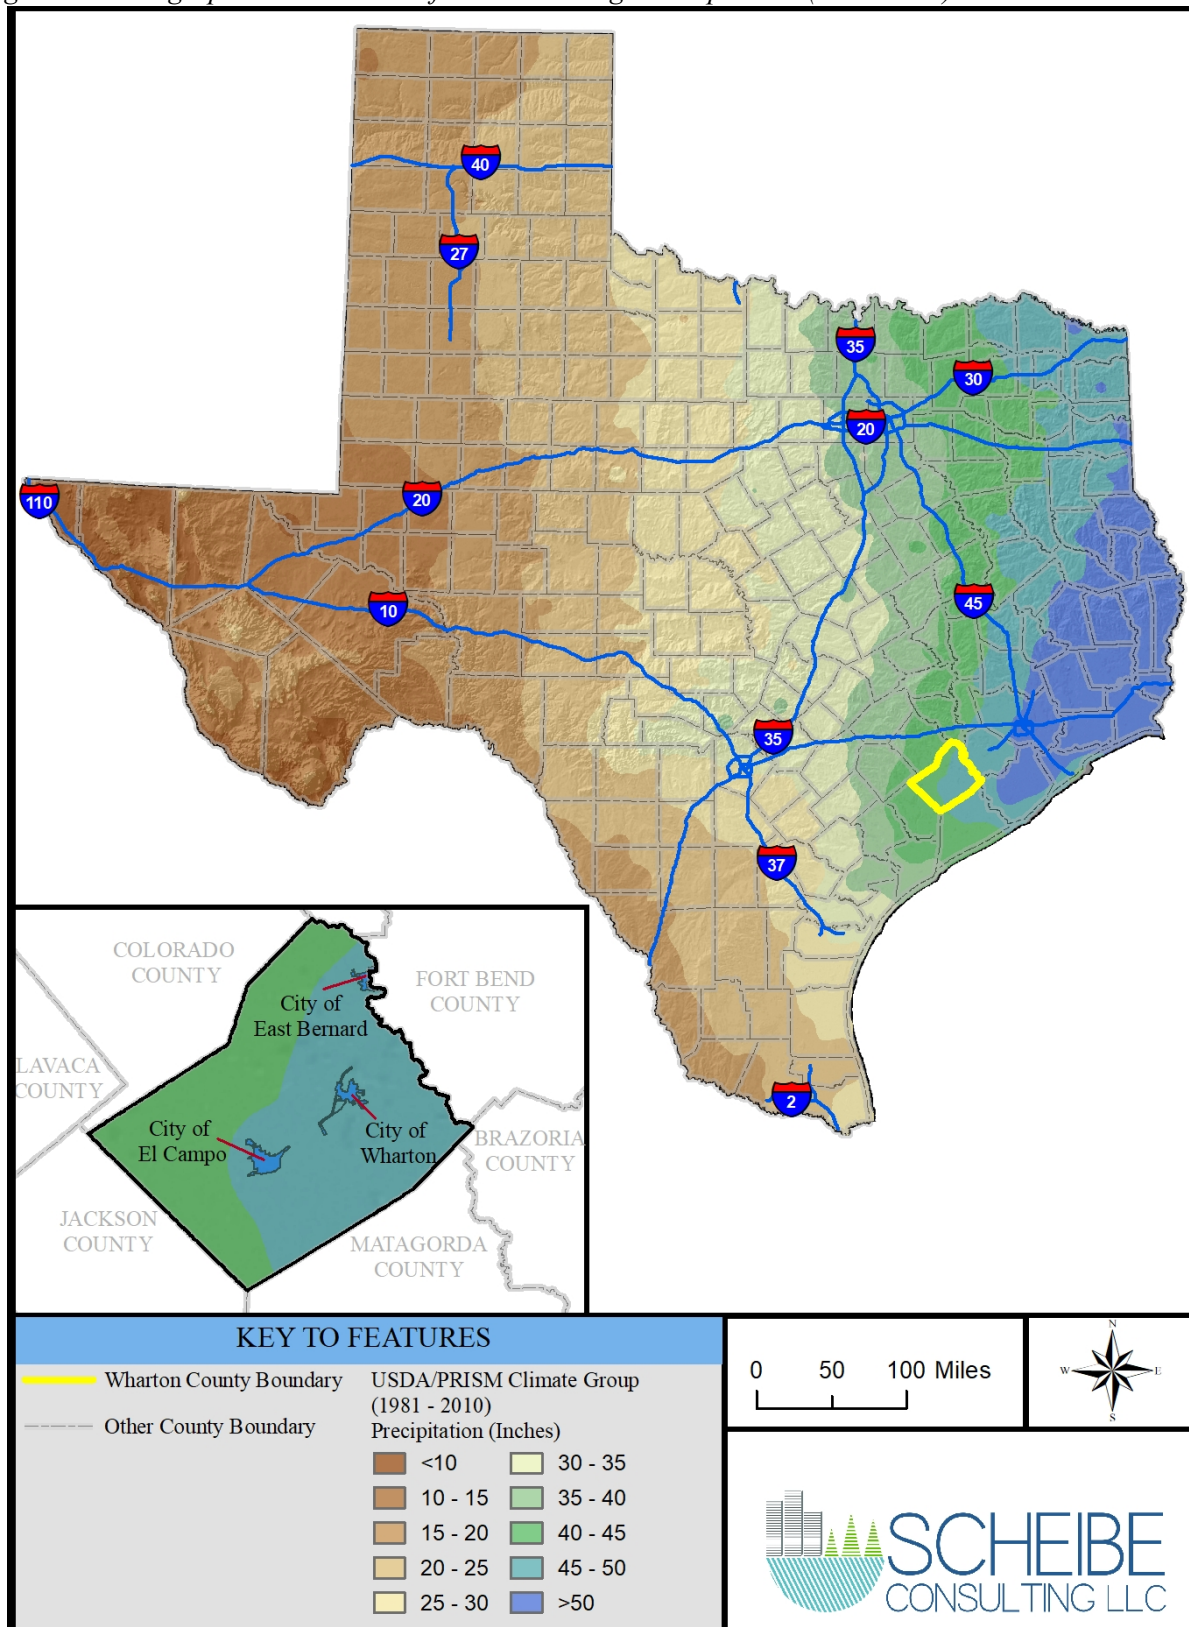 40
27
35
30
20
110
20
10
45
35
37
2
COLORADO
COUNTY
FORT BEND
COUNTY
City of
East Bernard
LAVACA
COUNTY
City of
El Campo
City of
Wharton
BRAZORIA
COUNTY
JACKSON
COUNTY
MATAGORDA
COUNTY
KEY TO FEATURES
Wharton County Boundary
Other County Boundary
USDA/PRISM Climate Group
(1981 - 2010)
Precipitation (Inches)
<10
10 - 15
15 - 20
20 - 25
25 - 30
30 - 35
35 - 40
40 - 45
45 - 50
>50
0 50 100 Miles
N
W E
S
SCHEIBE
CONSULTING LLC